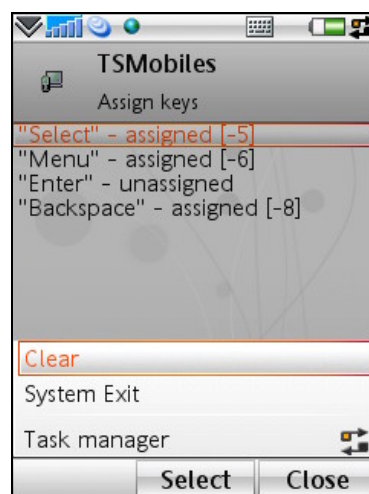 TSMobiles
Assign keys
"Select" - assigned [-5]
"Menu" - assigned [-6]
"Enter" - unassigned
"Backspace" - assigned [-8]
Clear
System Exit
Task manager
Select Close